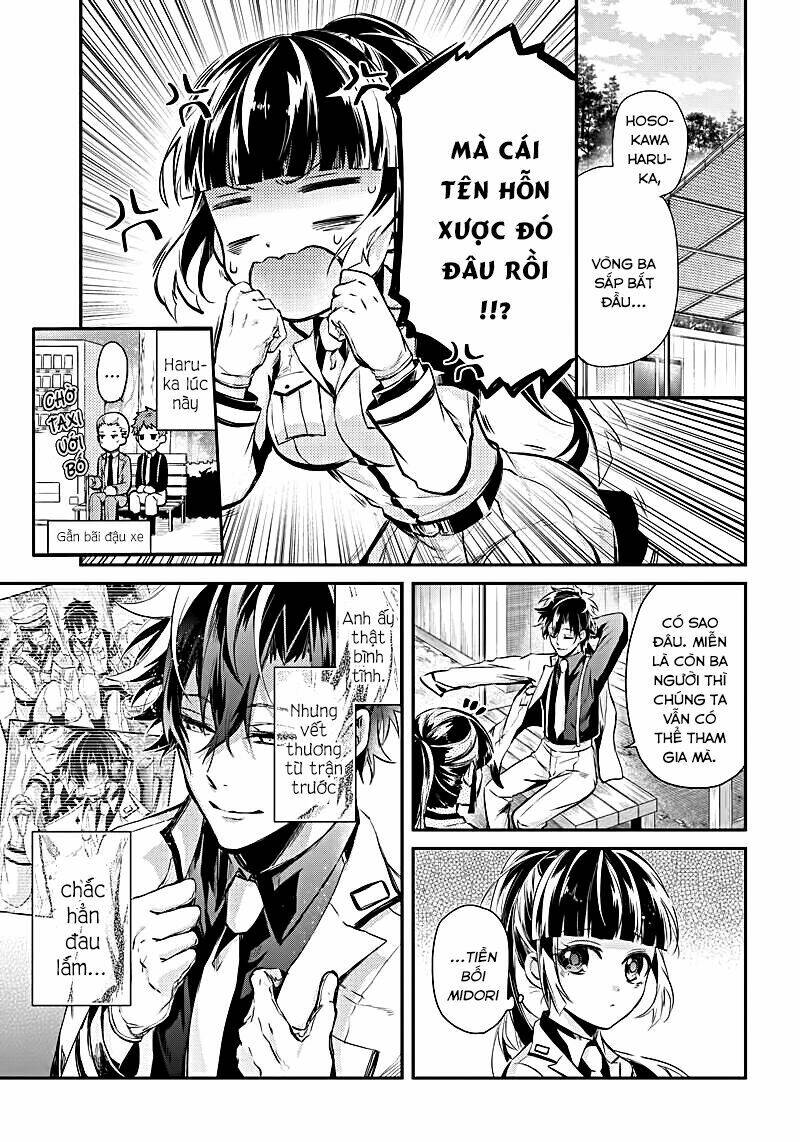 HOSO-
KAWA
HARU-
KA,
VÒNG BA
SẮP BẮT
ĐẦU...
MÀ CÁI
TÊN HỖN
XƯỢC ĐÓ
ĐÂU RỒI
!!?
Haru-
ka lúc
này
...
CHỜ
TAXI
VỚI
BỐ
Gần bãi đậu xe
CÓ SAO
ĐÂU. MIỄN
LÀ CÒN BA
NGƯỜI THÌ
CHÚNG TA
VẪN CÓ
THỂ THAM
GIA MÀ.
...TIỀN
BỐI
MIDORI
Anh ấy
thật
bình
tĩnh.
Nhưng
vết
thương
từ trận
trước
chắc
hẳn
đau
lắm...